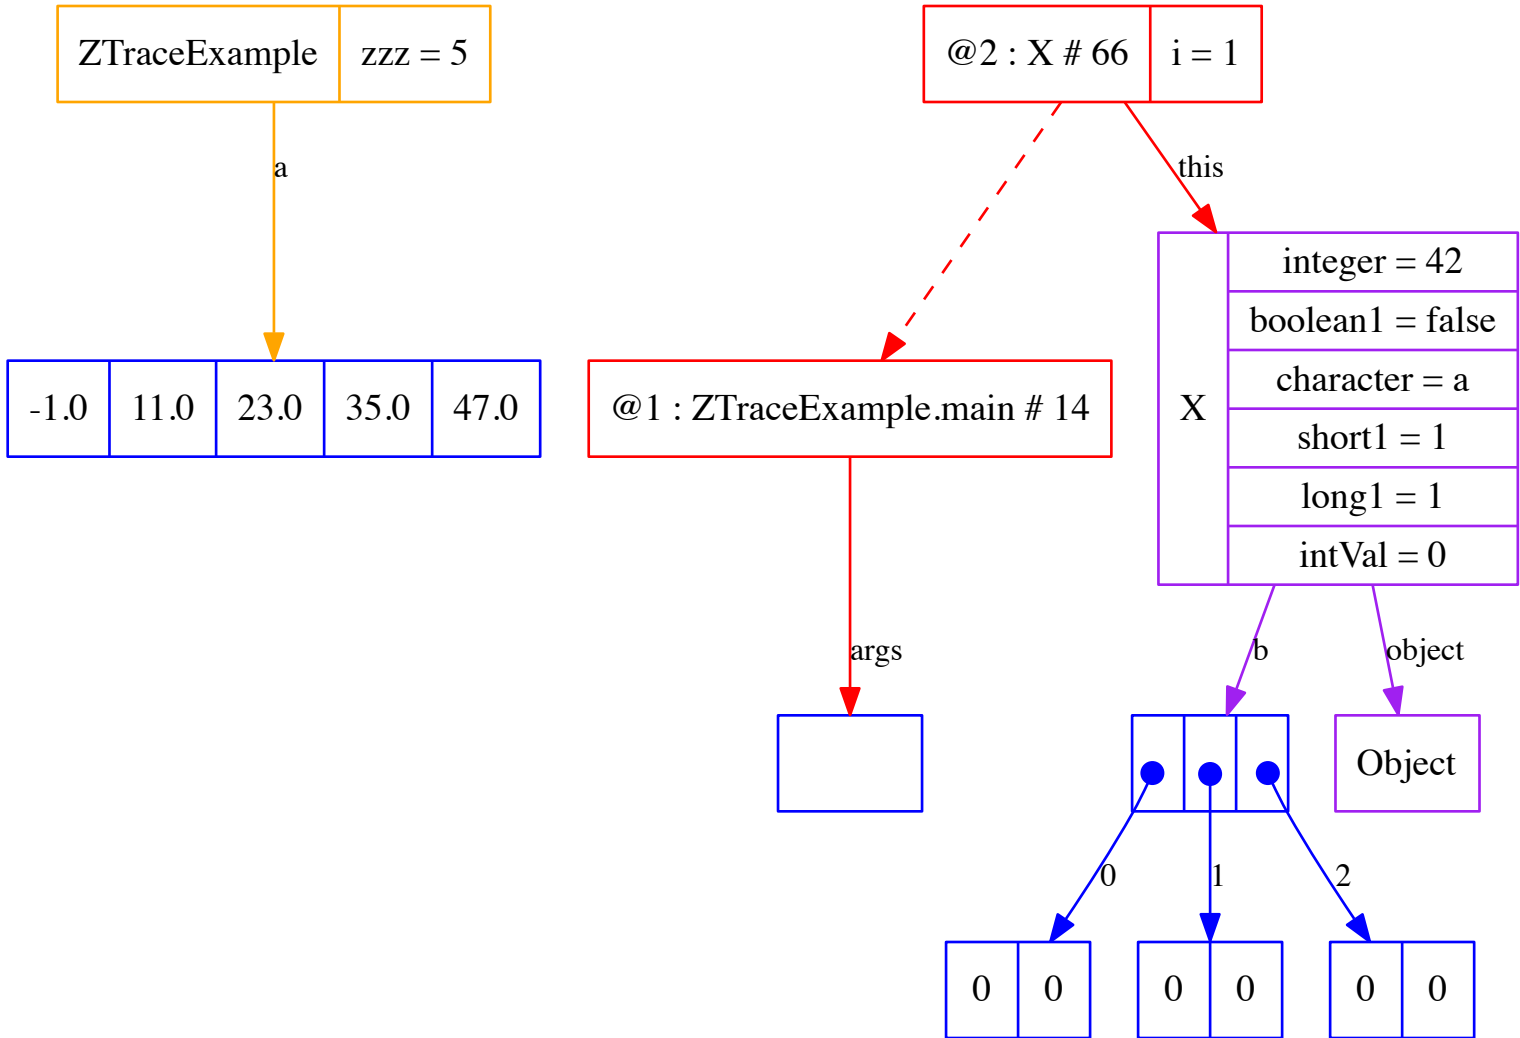 ZTraceExample zzz = 5
@2 : X # 66 i = 1
a
this
-1.0 11.0 23.0 35.0 47.0
@1 : ZTraceExample.main # 14
X
integer = 42
boolean1 = false
character = a
short1 = 1
long1 = 1
intVal = 0
args
b
object
Object
0
1
2
0 0
0 0
0 0